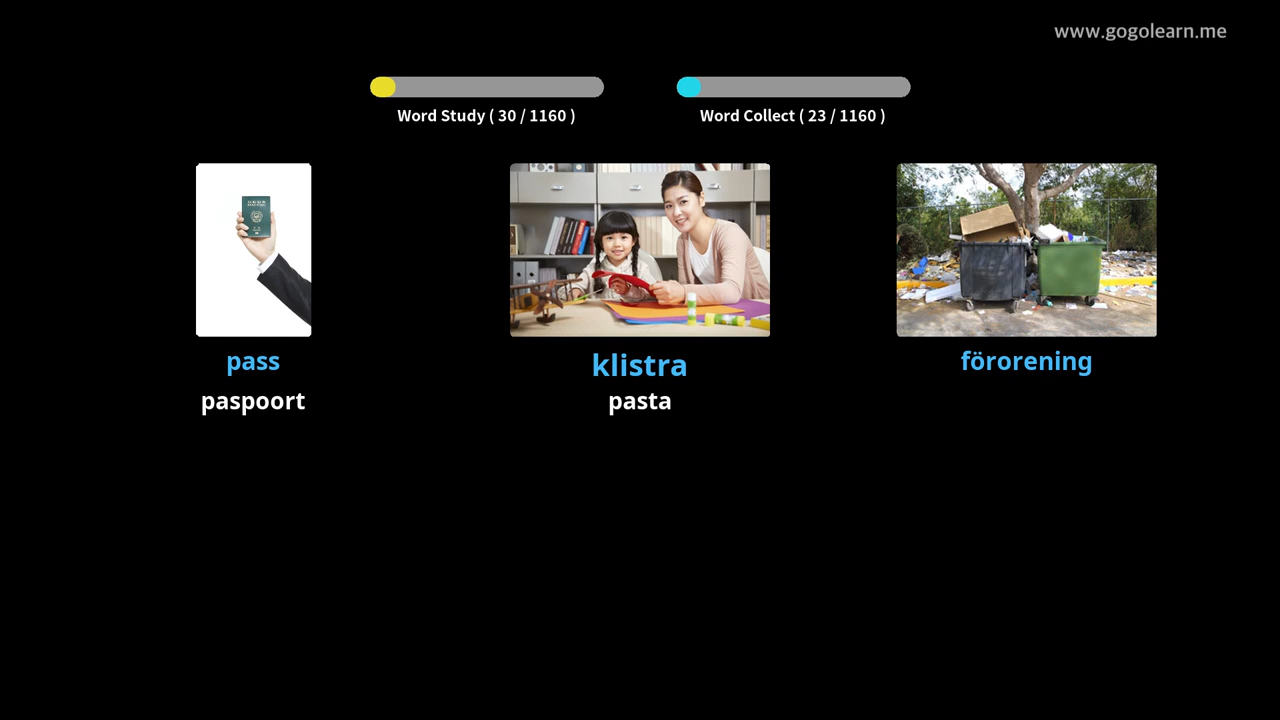 www.gogolearn.me
Word Study ( 30 / 1160 )
Word Collect ( 23 / 1160 )
pass
paspoort
klistra
pasta
förorening